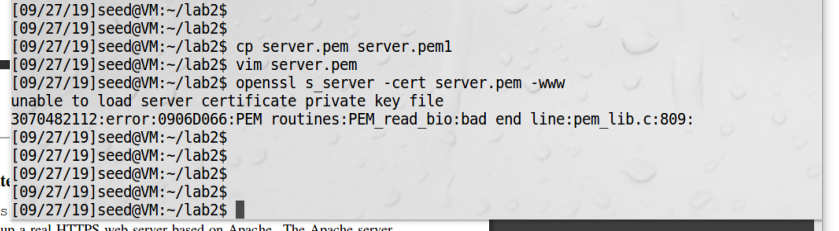 [09/27/19]seed@VM:~/lab2$
[09/27/19]seed@VM:~/lab2$
[09/27/19]seed@VM:~/lab2$ cp server.pem server.pem1
[09/27/19]seed@VM:~/lab2$ vim server.pem
[09/27/19]seed@VM:~/lab2$ openssl s_server -cert server.pem -www
unable to load server certificate private key file
3070482112:error:0906D066:PEM routines:PEM_read_bio:bad end line:pem_lib.c:809:
[09/27/19]seed@VM:~/lab2$
[09/27/19]seed@VM:~/lab2$
[09/27/19]seed@VM:~/lab2$
[09/27/19]seed@VM:~/lab2$
[09/27/19]seed@VM:~/lab2$
up a real HTTPS web server based on Apache. The Apache server